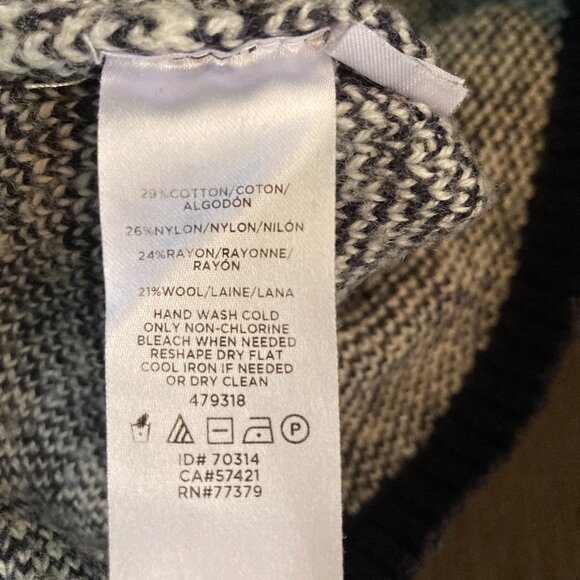 29%COTTON/COTON/
ALGODÓN
26%NYLON/NYLON/NILÓN
24%RAYON/RAYONNE/
RAYÓN
21%WOOL/LAINE/LANA
HAND WASH COLD
ONLY NON-CHLORINE
BLEACH WHEN NEEDED
RESHAPE DRY FLAT
COOL IRON IF NEEDED
OR DRY CLEAN
479318
P
ID# 70314
CA#57421
RN#77379